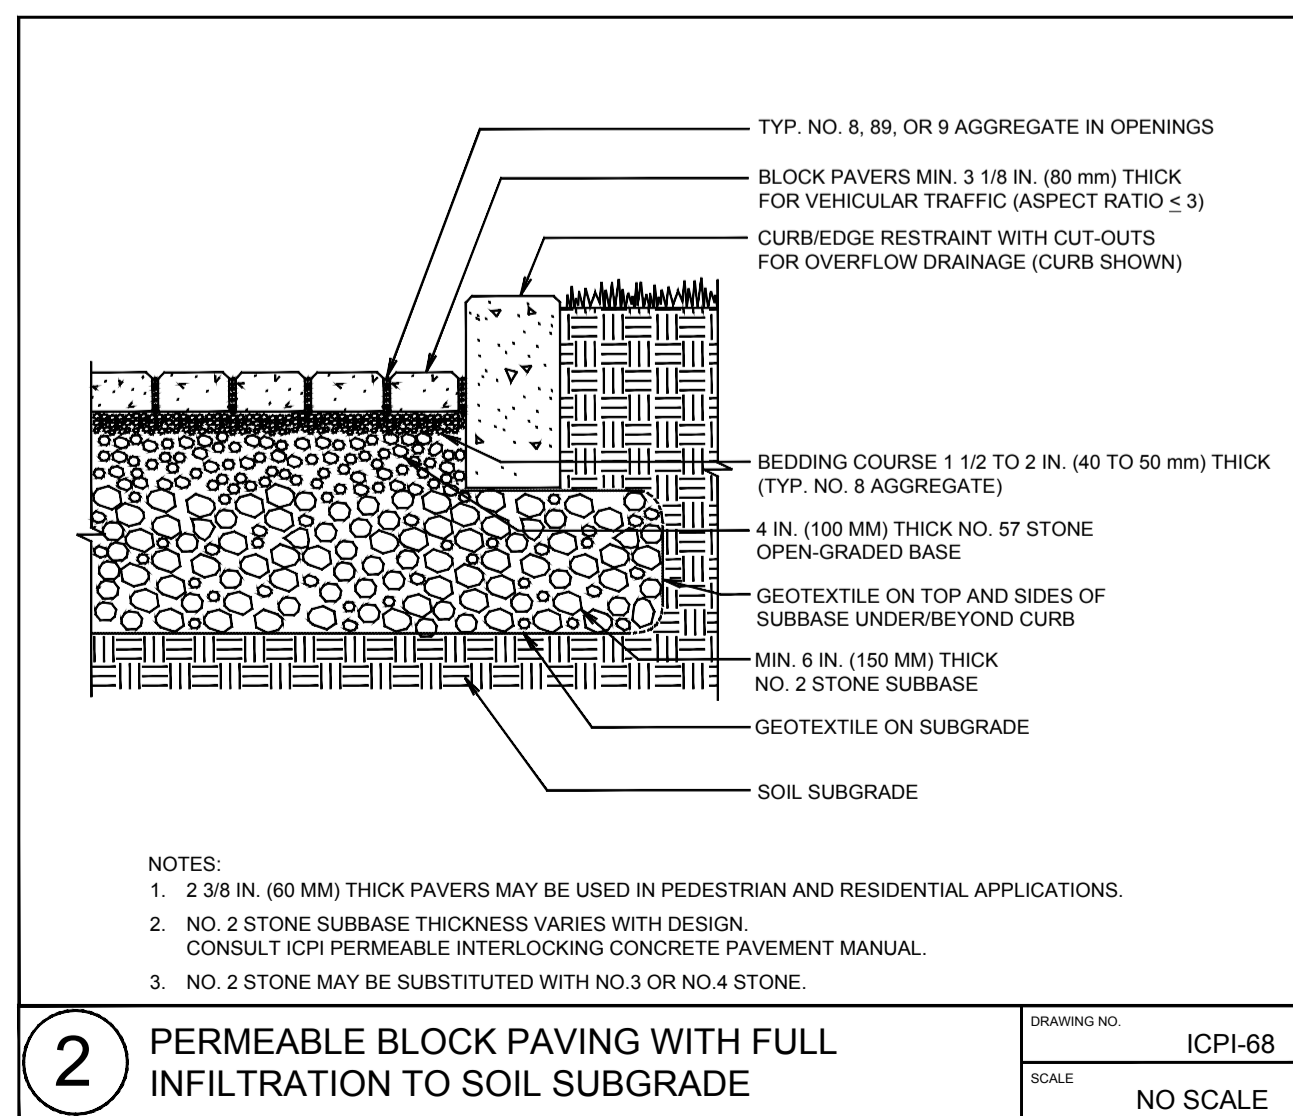 TYP. NO. 8, 89, OR 9 AGGREGATE IN OPENINGS
BLOCK PAVERS MIN. 3 1/8 IN. (80 mm) THICK
FOR VEHICULAR TRAFFIC (ASPECT RATIO ≤ 3)
CURB/EDGE RESTRAINT WITH CUT-OUTS
FOR OVERFLOW DRAINAGE (CURB SHOWN)
BEDDING COURSE 1 1/2 TO 2 IN. (40 TO 50 mm) THICK
(TYP. NO. 8 AGGREGATE)
4 IN. (100 MM) THICK NO. 57 STONE
OPEN-GRADED BASE
GEOTEXTILE ON TOP AND SIDES OF
SUBBASE UNDER/BEYOND CURB
MIN. 6 IN. (150 MM) THICK
NO. 2 STONE SUBBASE
GEOTEXTILE ON SUBGRADE
SOIL SUBGRADE
NOTES:
1. 2 3/8 IN. (60 MM) THICK PAVERS MAY BE USED IN PEDESTRIAN AND RESIDENTIAL APPLICATIONS.
2. NO. 2 STONE SUBBASE THICKNESS VARIES WITH DESIGN.
CONSULT ICPI PERMEABLE INTERLOCKING CONCRETE PAVEMENT MANUAL.
3. NO. 2 STONE MAY BE SUBSTITUTED WITH NO.3 OR NO.4 STONE.
2
PERMEABLE BLOCK PAVING WITH FULL
INFILTRATION TO SOIL SUBGRADE
DRAWING NO.
ICPI-68
SCALE
NO SCALE